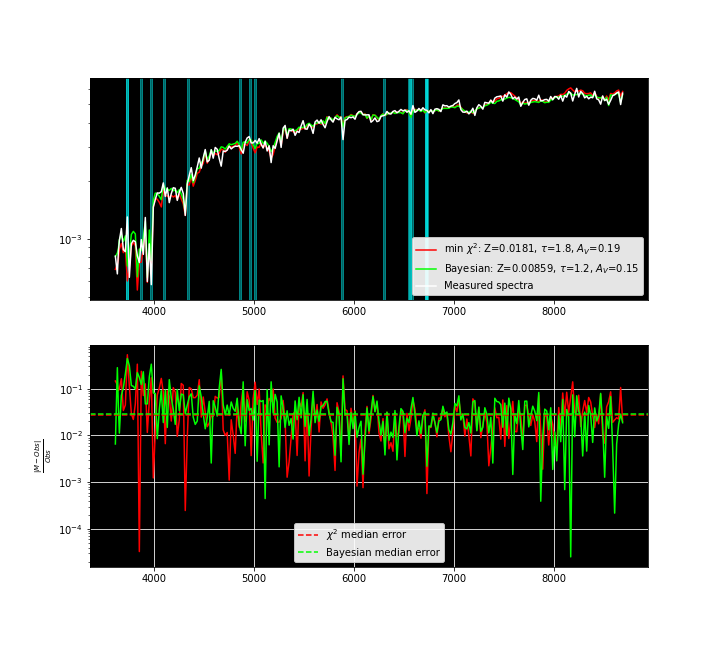 10⁻³
min χ²: Z=0.0181, τ=1.8, A_V=0.19
Bayesian: Z=0.00859, τ=1.2, A_V=0.15
Measured spectra
4000 5000 6000 7000 8000
10⁻¹
10⁻²
10⁻³
10⁻⁴
|M − Obs|
Obs
χ² median error
Bayesian median error
4000 5000 6000 7000 8000